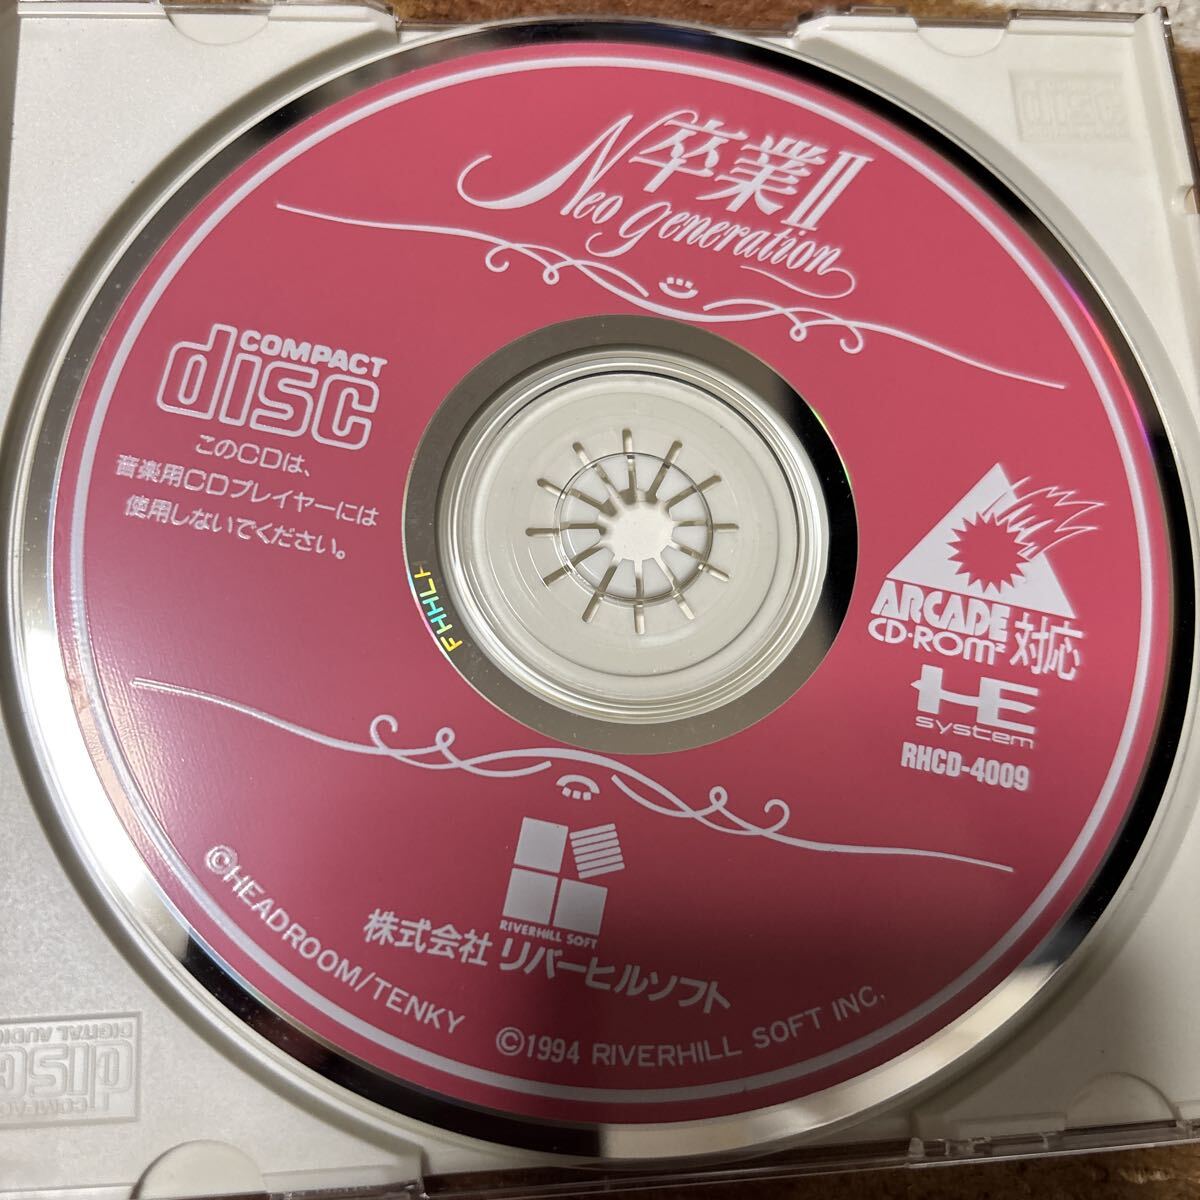 卒業II
Neo generation
COMPACT
disc
このCDは、
音楽用CDプレイヤーには
使用しないでください。
ARCADE
CD-ROM² 対応
HE
system
RHCD-4009
RIVERHILL SOFT
株式会社 リバーヒルソフト
©HEADROOM/TENKY ©1994 RIVERHILL SOFT INC.